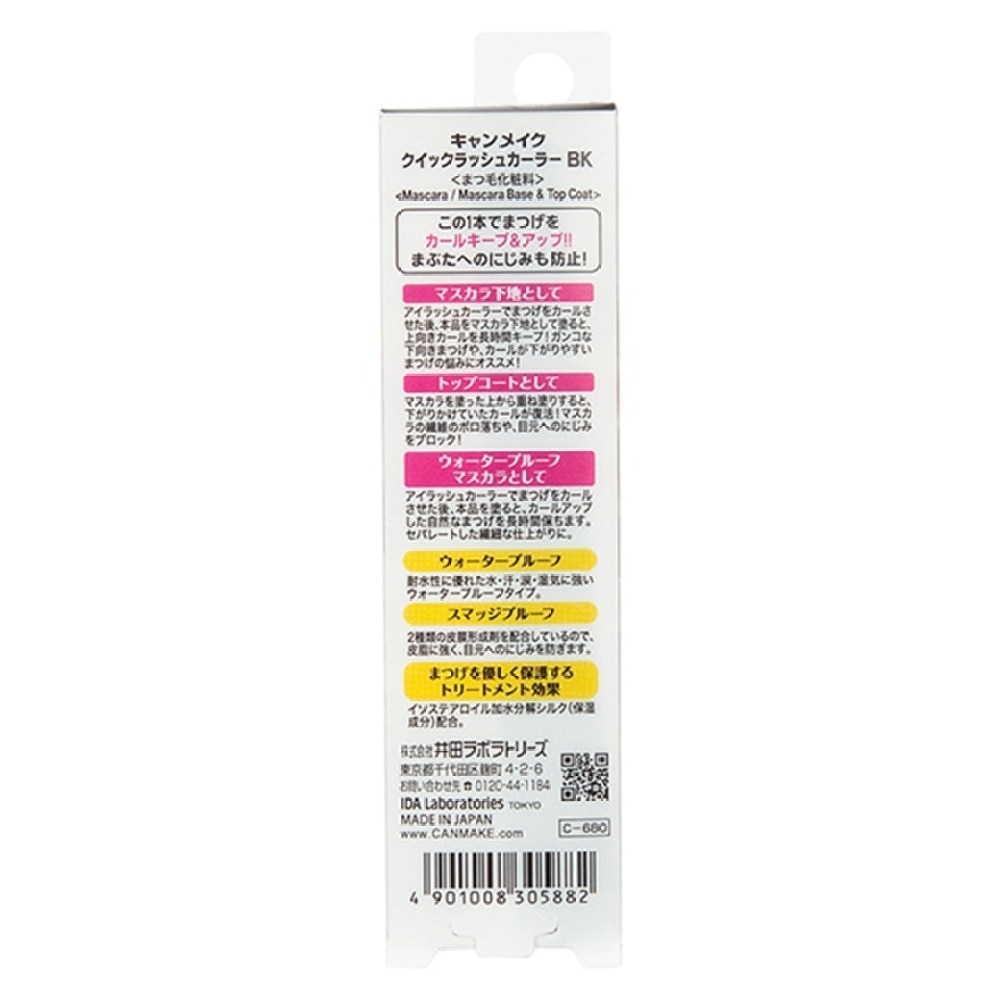 キャンメイク
クイックラッシュカーラー BK
<まつ毛化粧料>
<Mascara / Mascara Base & Top Coat>
この1本でまつげを
カールキープ&アップ!!
まぶたへのにじみも防止!
マスカラ下地として
アイラッシュカーラーでまつげをカールさ
せた後、本品をマスカラ下地として塗ると、
上向きカールを長時間キープ!ガンコな
下向きまつげや、カールが下がりやすい
まつげの悩みにオススメ!
トップコートとして
マスカラを塗った上から重ね塗りすると、
下がりかけていたカールが復活!マスカ
ラの繊維のポロ落ちや、目元へのにじみ
をブロック!
ウォータープルーフ
マスカラとして
アイラッシュカーラーでまつげをカール
させた後、本品を塗ると、カールアップ
した自然なまつげを長時間保ちます。
セパレートした繊細な仕上がりに。
ウォータープルーフ
耐水性に優れた水・汗・涙・湿気に強い
ウォータープルーフタイプ。
スマッジプルーフ
2種類の皮膜形成剤を配合しているので、
皮脂に強く、目元へのにじみを防ぎます。
まつげを優しく保護する
トリートメント効果
イソステアロイル加水分解シルク(保湿
成分)配合。
株式会社 井田ラボラトリーズ
東京都千代田区麹町 4-2-6
お問い合わせ先 ☎ 0120-44-1184
IDA Laboratories TOKYO
MADE IN JAPAN
www.CANMAKE.com
C-680
4 901008 305882